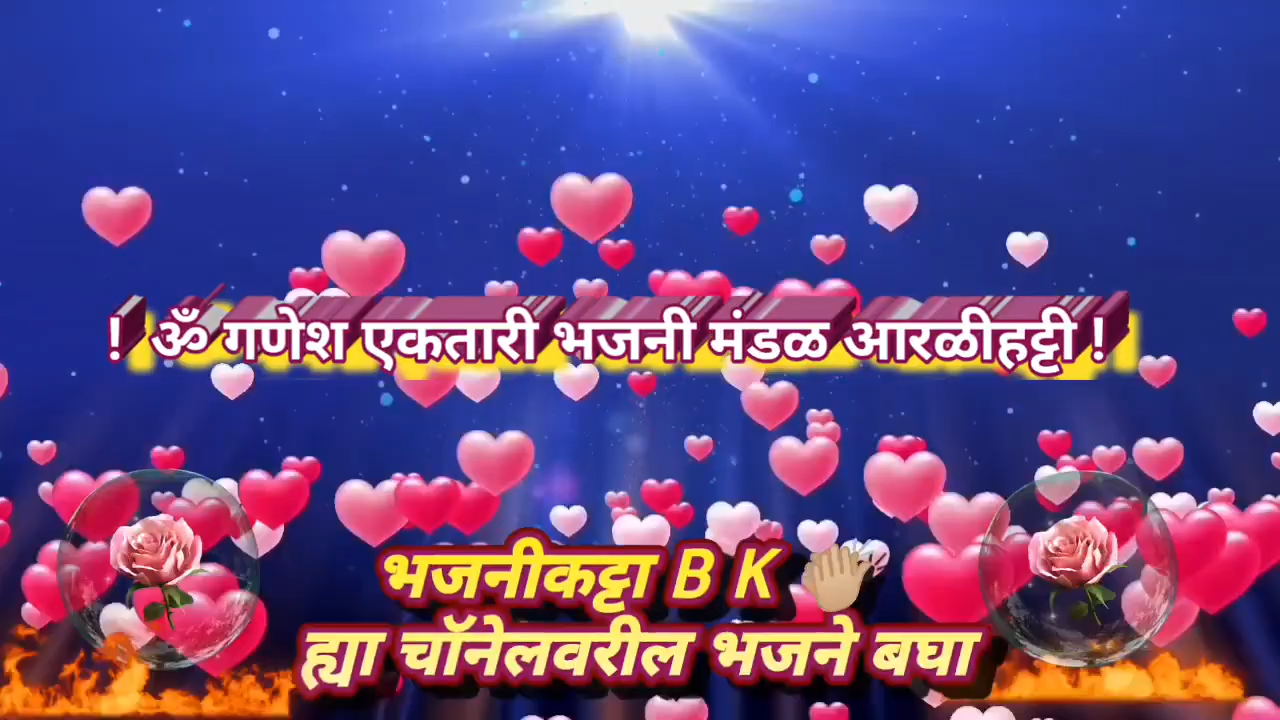 ! ॐ गणेश एकतारी भजनी मंडळ आरळीहट्टी !
भजनीकट्टा B K 👏🏼
ह्या चॉनेलवरील भजने बघा